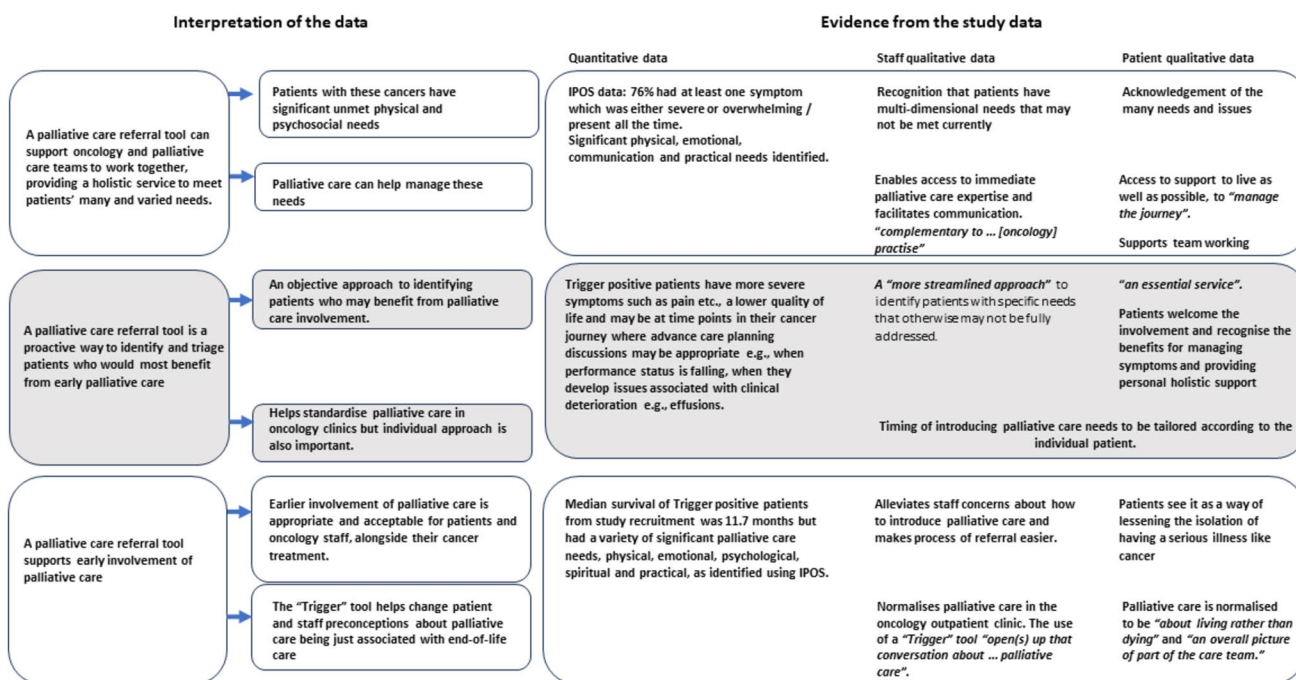 Interpretation of the data
Evidence from the study data
Quantitative data
Staff qualitative data
Patient qualitative data
A palliative care referral tool can
support oncology and palliative
care teams to work together,
providing a holistic service to meet
patients' many and varied needs.
Patients with these cancers have
significant unmet physical and
psychosocial needs
Palliative care can help manage these
needs
IPOS data: 76% had at least one symptom
which was either severe or overwhelming /
present all the time.
Significant physical, emotional,
communication and practical needs identified.
Recognition that patients have
multi-dimensional needs that may
not be met currently
Enables access to immediate
palliative care expertise and
facilitates communication.
"complementary to ... [oncology]
practise"
Acknowledgement of the
many needs and issues
Access to support to live as
well as possible, to "manage
the journey".
Supports team working
A palliative care referral tool is a
proactive way to identify and triage
patients who would most benefit
from early palliative care
An objective approach to identifying
patients who may benefit from palliative
care involvement.
Helps standardise palliative care in
oncology clinics but individual approach is
also important.
Trigger positive patients have more severe
symptoms such as pain etc., a lower quality of
life and may be at time points in their cancer
journey where advance care planning
discussions may be appropriate e.g., when
performance status is falling, when they
develop issues associated with clinical
deterioration e.g., effusions.
A "more streamlined approach" to
identify patients with specific needs
that otherwise may not be fully
addressed.
"an essential service".
Patients welcome the
involvement and recognise the
benefits for managing
symptoms and providing
personal holistic support
Timing of introducing palliative care needs to be tailored according to the
individual patient.
A palliative care referral tool
supports early involvement of
palliative care
Earlier involvement of palliative care is
appropriate and acceptable for patients and
oncology staff, alongside their cancer
treatment.
The "Trigger" tool helps change patient
and staff preconceptions about palliative
care being just associated with end-of-life
care
Median survival of Trigger positive patients
from study recruitment was 11.7 months but
had a variety of significant palliative care
needs, physical, emotional, psychological,
spiritual and practical, as identified using IPOS.
Alleviates staff concerns about how
to introduce palliative care and
makes process of referral easier.
Normalises palliative care in the
oncology outpatient clinic. The use
of a "Trigger" tool "open(s) up that
conversation about ... palliative
care".
Patients see it as a way of
lessening the isolation of
having a serious illness like
cancer
Palliative care is normalised
to be "about living rather than
dying" and "an overall picture
of part of the care team."